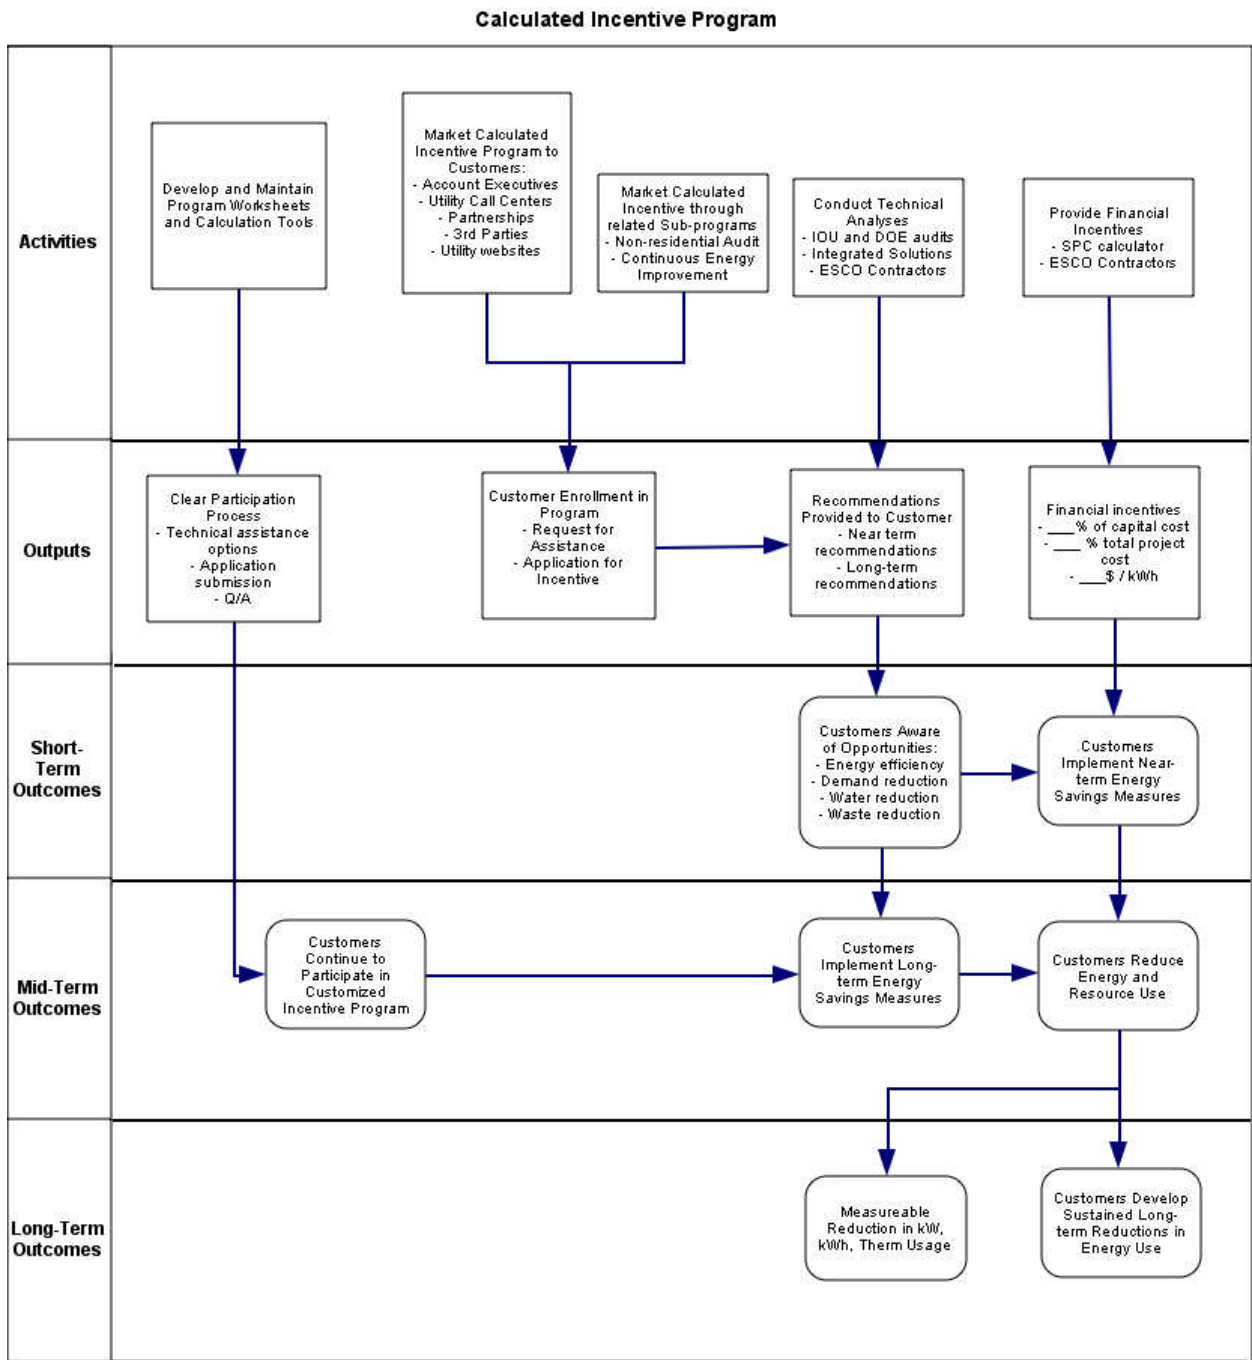 Calculated Incentive Program
Activities
Develop and Maintain
Program Worksheets
and Calculation Tools
Market Calculated
Incentive Program to
Customers:
- Account Executives
- Utility Call Centers
- Partnerships
- 3rd Parties
- Utility websites
Market Calculated
Incentive through
related Sub-programs
- Non-residential Audit
- Continuous Energy
Improvement
Conduct Technical
Analyses
- IOU and DOE audits
- Integrated Solutions
- ESCO Contractors
Provide Financial
Incentives
- SPC calculator
- ESCO Contractors
Outputs
Clear Participation
Process
- Technical assistance
options
- Application
submission
- Q/A
Customer Enrollment in
Program
- Request for
Assistance
- Application for
Incentive
Recommendations
Provided to Customer
- Near term
recommendations
- Long-term
recommendations
Financial incentives
- ___% of capital cost
- ___ % total project
cost
- ___$ / kWh
Short-
Term
Outcomes
Customers Aware
of Opportunities:
- Energy efficiency
- Demand reduction
- Water reduction
- Waste reduction
Customers
Implement Near-
term Energy
Savings Measures
Mid-Term
Outcomes
Customers
Continue to
Participate in
Customized
Incentive Program
Customers
Implement Long-
term Energy
Savings Measures
Customers Reduce
Energy and
Resource Use
Long-Term
Outcomes
Measureable
Reduction in kW,
kWh, Therm Usage
Customers Develop
Sustained Long-
term Reductions in
Energy Use